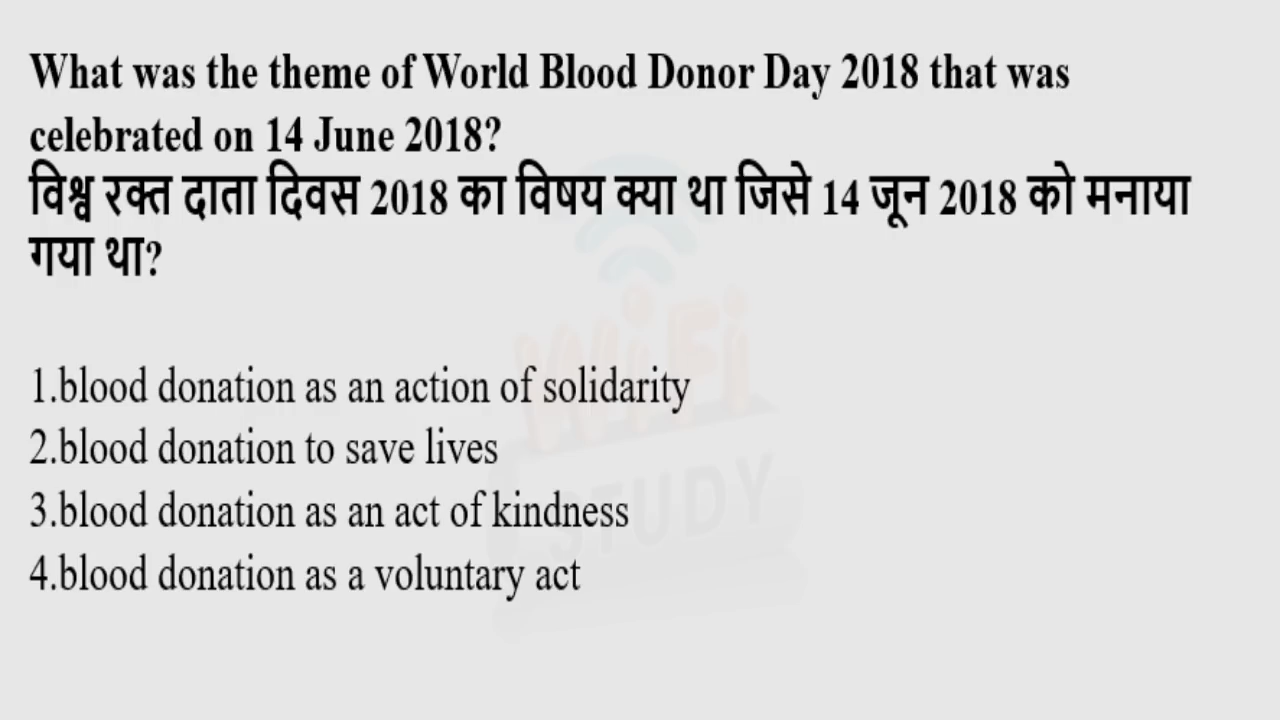 What was the theme of World Blood Donor Day 2018 that was
celebrated on 14 June 2018?
विश्व रक्त दाता दिवस 2018 का विषय क्या था जिसे 14 जून 2018 को मनाया
गया था?
1.blood donation as an action of solidarity
2.blood donation to save lives
3.blood donation as an act of kindness
4.blood donation as a voluntary act
WiFi
STUDY